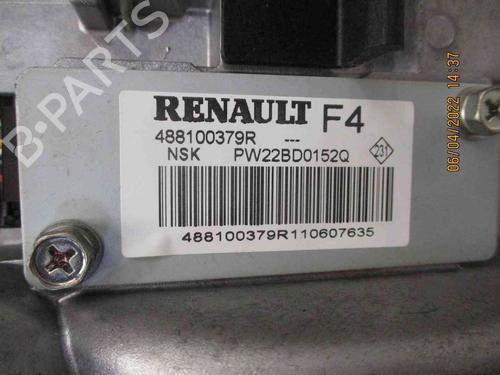 B-PARTS
RENAULT F4
488100379R ---
NSK PW22BD0152Q 231
488100379R110607635
06/04/2022 14:37